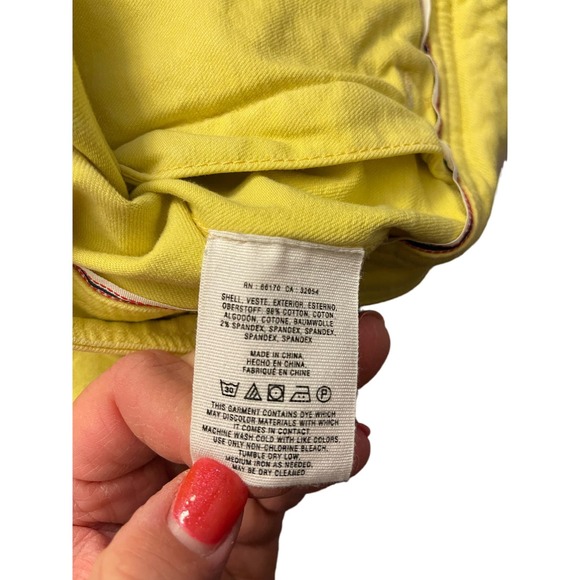 RN : 66170 CA : 32054
SHELL, VESTE, EXTERIOR, ESTERNO,
OBERSTOFF: 98% COTTON, COTON,
ALGODÓN, COTONE, BAUMWOLLE
2% SPANDEX, SPANDEX, SPANDEX,
SPANDEX, SPANDEX
MADE IN CHINA,
HECHO EN CHINA,
FABRIQUÉ EN CHINE
30 P
THIS GARMENT CONTAINS DYE WHICH
MAY DISCOLOR MATERIALS WITH WHICH
IT COMES IN CONTACT.
MACHINE WASH COLD WITH LIKE COLORS,
USE ONLY NON-CHLORINE BLEACH,
TUMBLE DRY LOW,
MEDIUM IRON AS NEEDED,
MAY BE DRY CLEANED